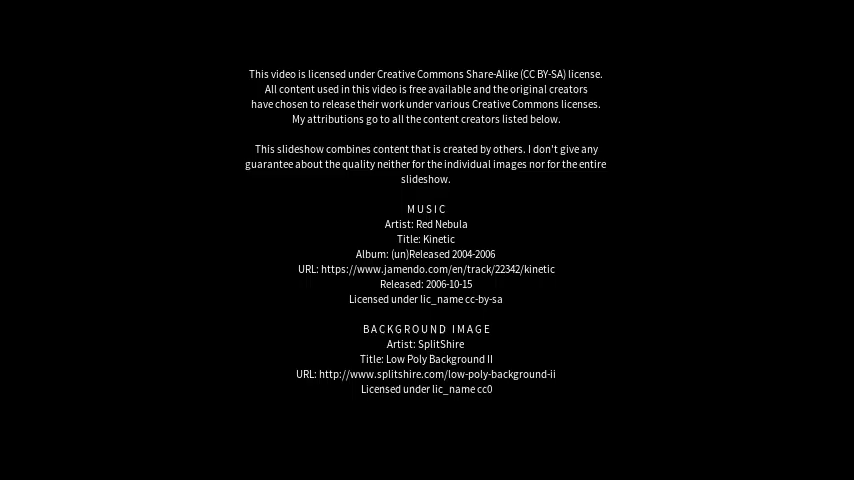 This video is licensed under Creative Commons Share-Alike (CC BY-SA) license.
All content used in this video is free available and the original creators
have chosen to release their work under various Creative Commons licenses.
My attributions go to all the content creators listed below.
This slideshow combines content that is created by others. I don't give any
guarantee about the quality neither for the individual images nor for the entire
slideshow.
MUSIC
Artist: Red Nebula
Title: Kinetic
Album: (un)Released 2004-2006
URL: https://www.jamendo.com/en/track/22342/kinetic
Released: 2006-10-15
Licensed under lic_name cc-by-sa
BACKGROUND IMAGE
Artist: SplitShire
Title: Low Poly Background II
URL: http://www.splitshire.com/low-poly-background-ii
Licensed under lic_name cc0